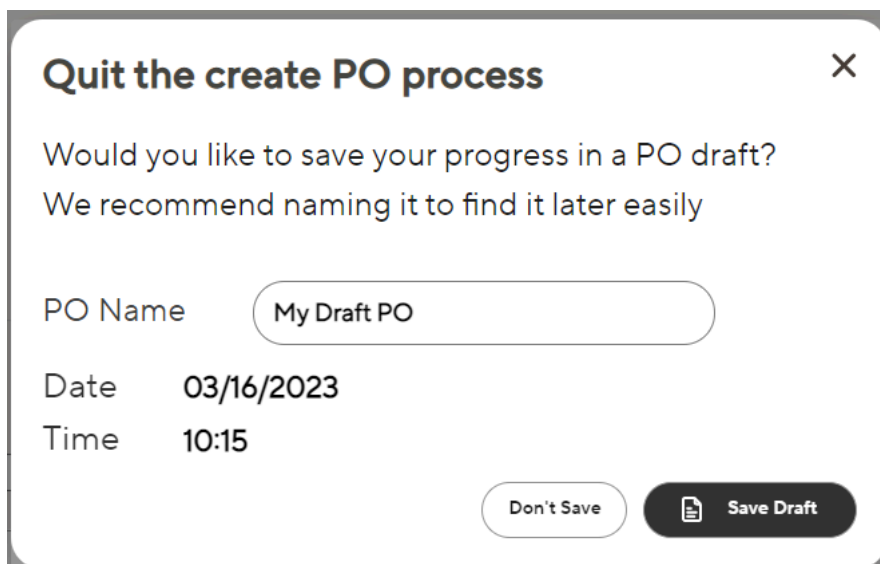 Quit the create PO process
Would you like to save your progress in a PO draft?
We recommend naming it to find it later easily
PO Name My Draft PO
Date 03/16/2023
Time 10:15
Don't Save Save Draft